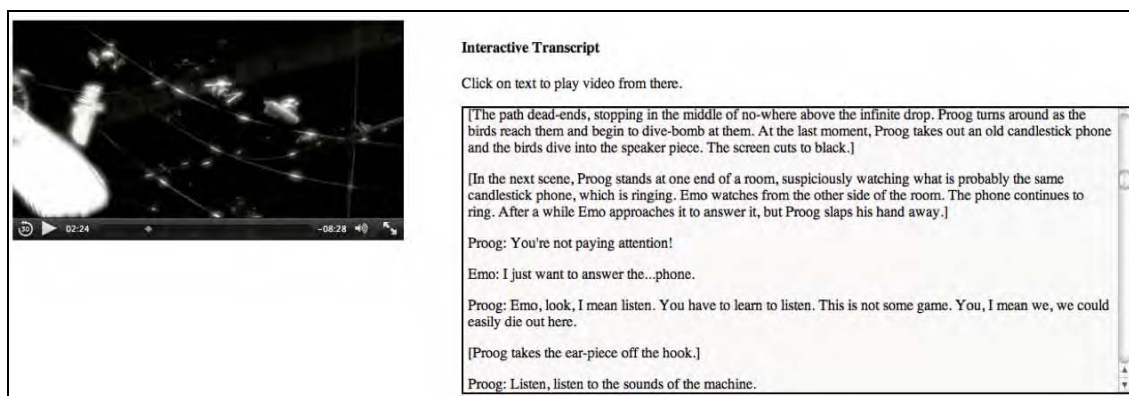 Interactive Transcript
Click on text to play video from there.
[The path dead-ends, stopping in the middle of no-where above the infinite drop. Proog turns around as the
birds reach them and begin to dive-bomb at them. At the last moment, Proog takes out an old candlestick phone
and the birds dive into the speaker piece. The screen cuts to black.]
[In the next scene, Proog stands at one end of a room, suspiciously watching what is probably the same
candlestick phone, which is ringing. Emo watches from the other side of the room. The phone continues to
ring. After a while Emo approaches it to answer it, but Proog slaps his hand away.]
Proog: You're not paying attention!
Emo: I just want to answer the...phone.
Proog: Emo, look, I mean listen. You have to learn to listen. This is not some game. You, I mean we, we could
easily die out here.
[Proog takes the ear-piece off the hook.]
Proog: Listen, listen to the sounds of the machine.
30 02:24 -08:28